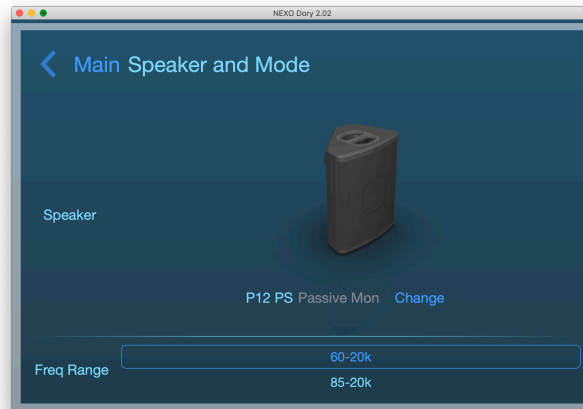 NEXO Dory 2.02
Main Speaker and Mode
Speaker
P12 PS Passive Mon Change
Freq Range
60-20k
85-20k